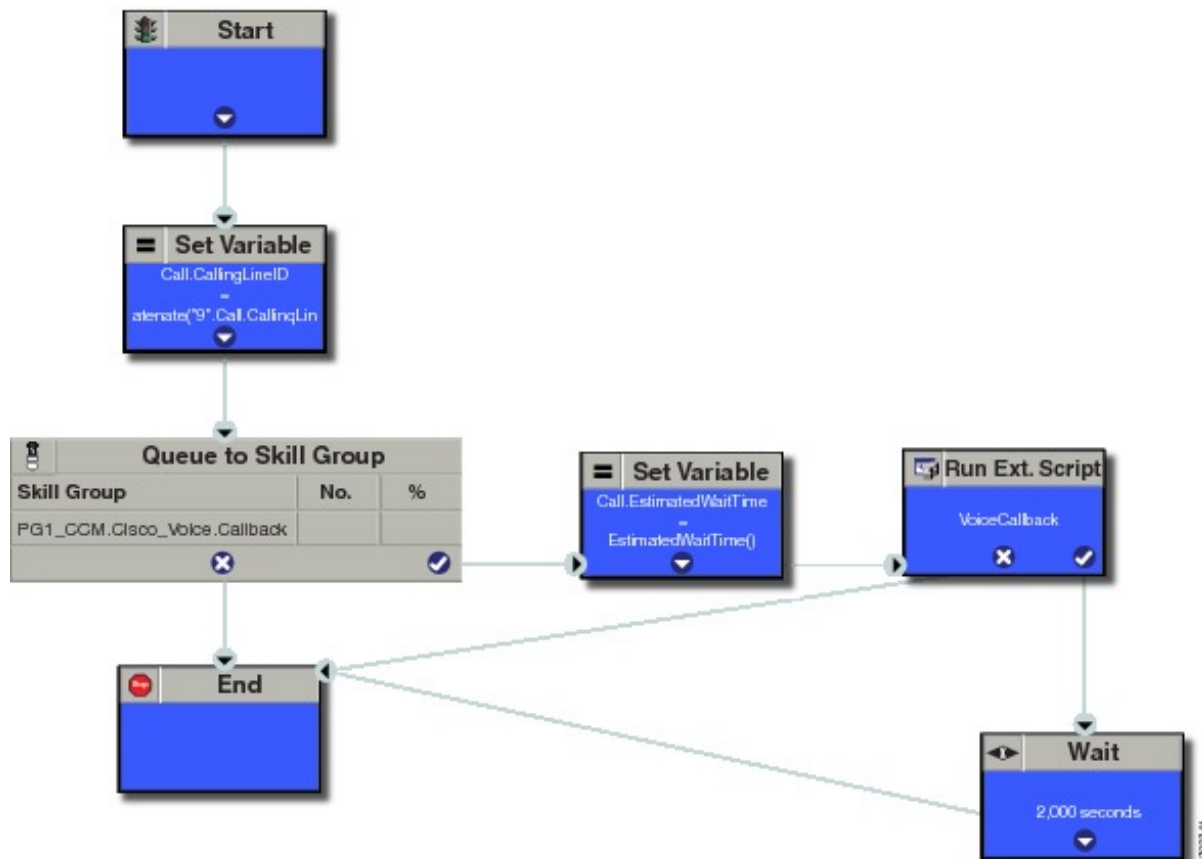 Start
= Set Variable
Call.CallingLineID
=
atenate("9".Call.CallingLin
Queue to Skill Group
Skill Group No. %
PG1_CCM.Cisco_Voice.Callback
= Set Variable
Call.EstimatedWaitTime
=
EstimatedWaitTime()
Run Ext. Script
VoiceCallback
End
Wait
2,000 seconds